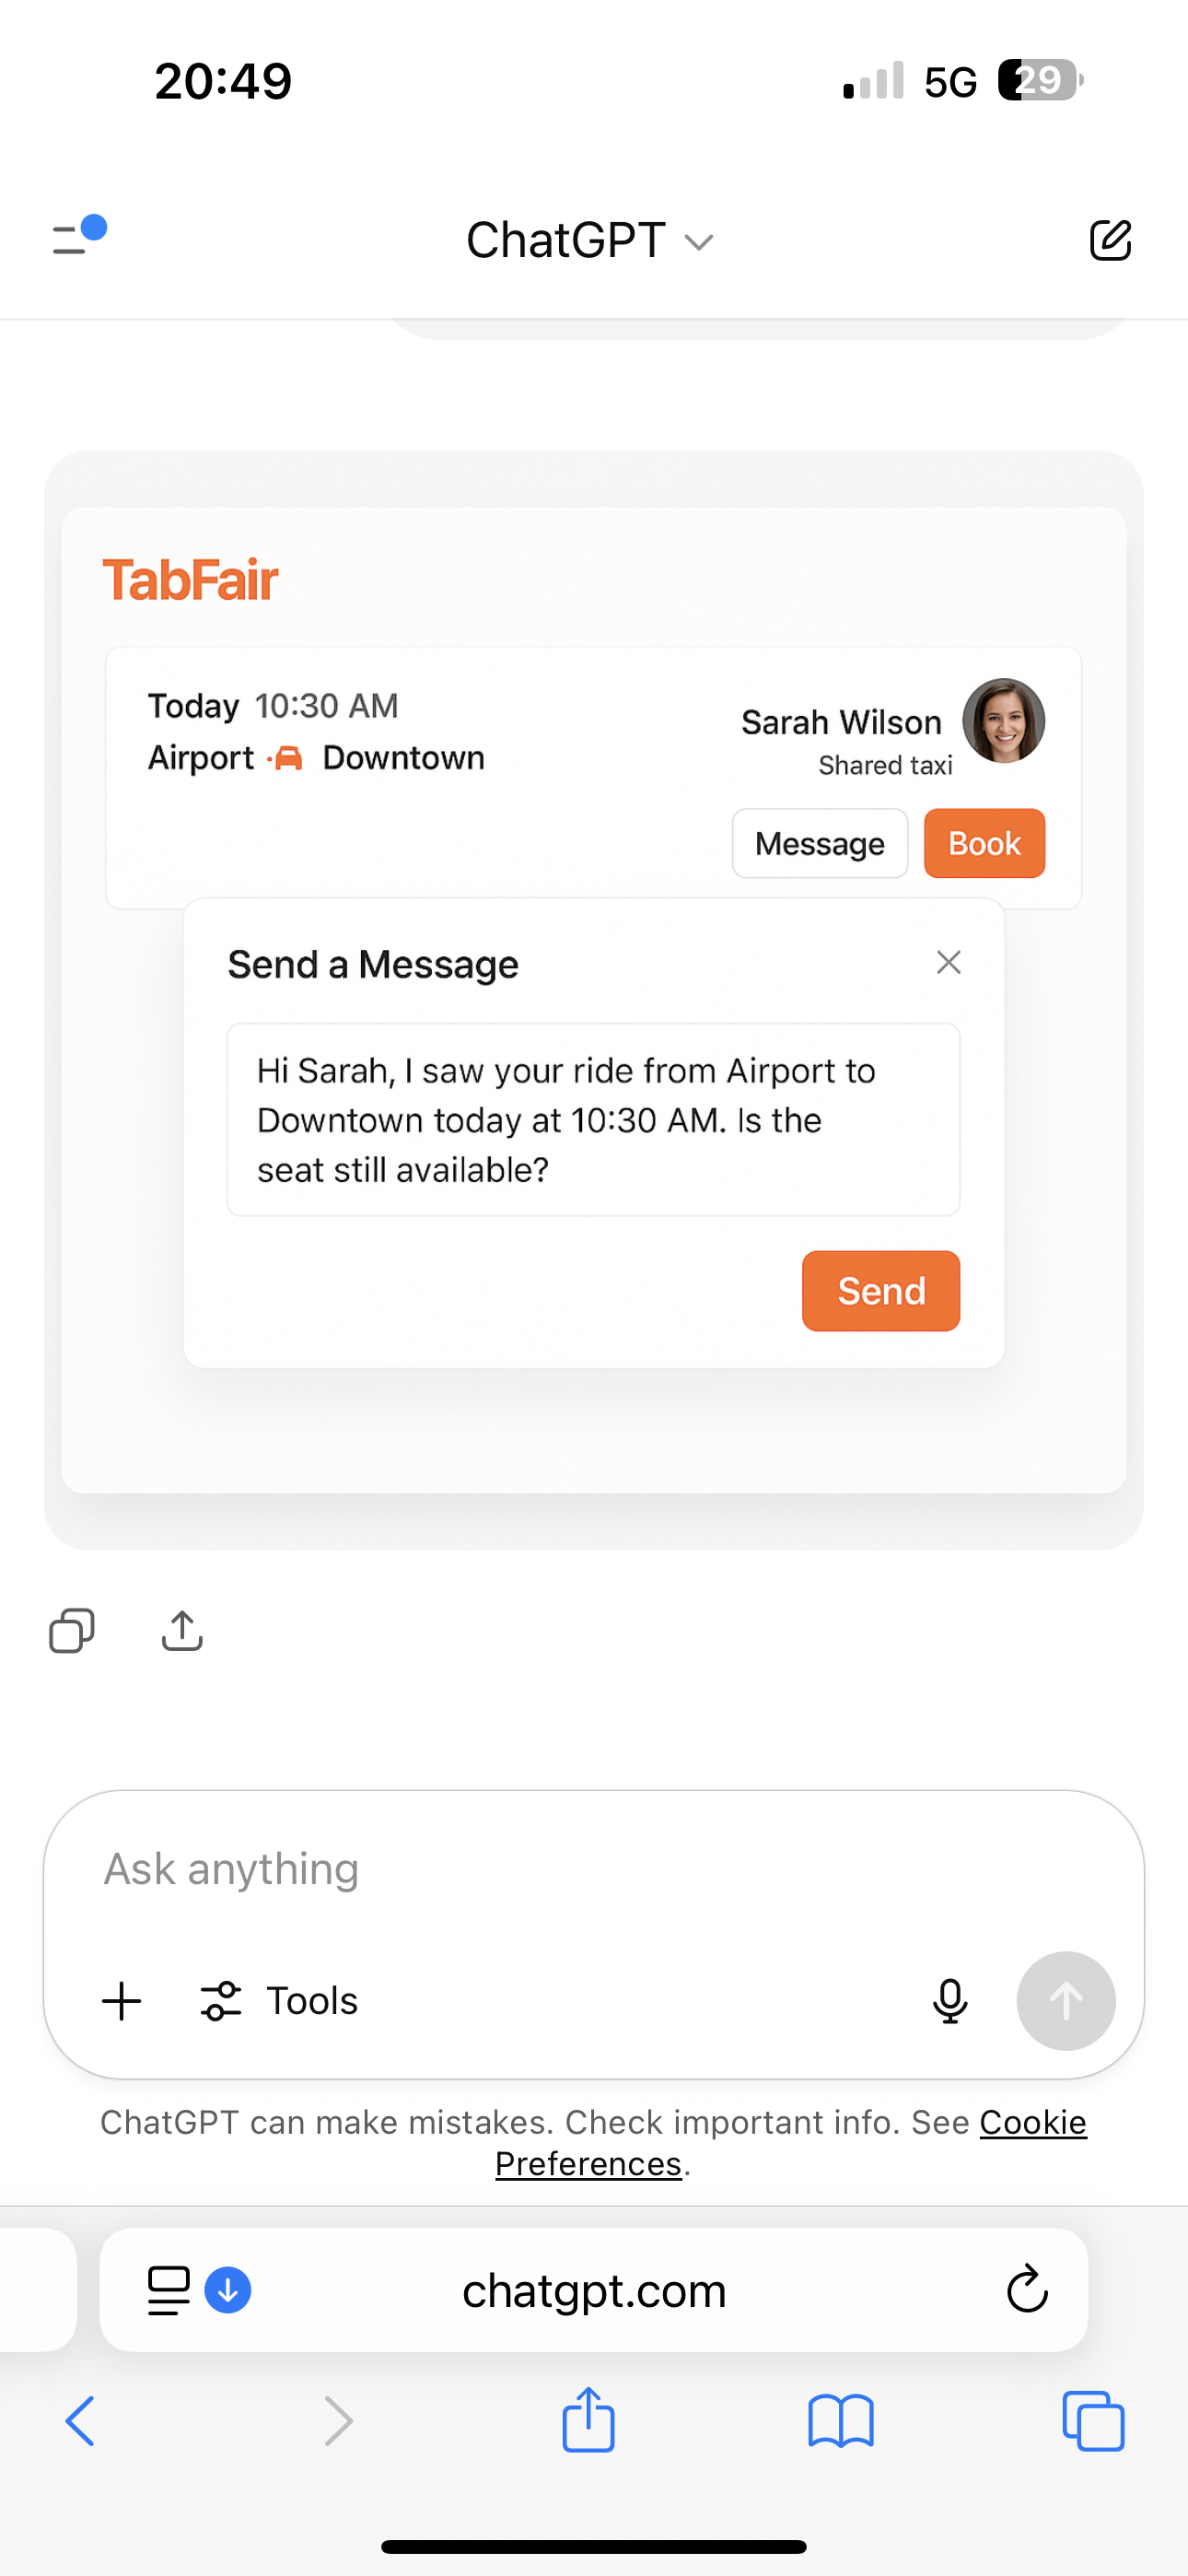 20:49
5G 29
ChatGPT
TabFair
Today 10:30 AM
Airport Downtown
Sarah Wilson
Shared taxi
Message Book
Send a Message
Hi Sarah, I saw your ride from Airport to
Downtown today at 10:30 AM. Is the
seat still available?
Send
Ask anything
Tools
ChatGPT can make mistakes. Check important info. See Cookie
Preferences.
chatgpt.com